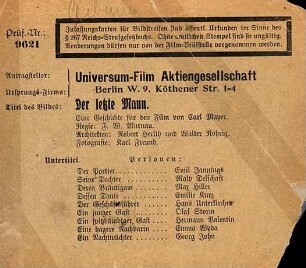 Prüf.-Nr.:
9621
Zulassungskarten für Bildstreifen sind öffentl. Urkunden im Sinne des
§ 267 Reichs-Strafgesetzbuchs. Ohne amtlichen Stempel sind sie ungültig.
Aenderungen dürfen nur von der Film-Prüfstelle vorgenommen werden.
Antragsteller:
Ursprungs-Firma:
Universum-Film Aktiengesellschaft
Berlin W. 9, Köthener Str. 1-4
Titel des Bildes: Der letzte Mann.
Eine Geschichte für den Film von Carl Mayer.
Regie: F. W. Murnau.
Architekten: Robert Herlth und Walter Röhrig.
Fotografie: Karl Freund.
Untertitel. Personen:
Der Portier Emil Jannings
Seine Tochter Maly Delschaft
Deren Bräutigam Max Hiller
Dessen Tante Emilie Kurz
Der Geschäftsführer Hans Unterkircher
Ein junger Gast Olaf Storm
Ein spitzbäuchiger Gast Hermann Valentin
Eine hagere Nachbarin Emma Wyda
Ein Nachtwächter Georg John